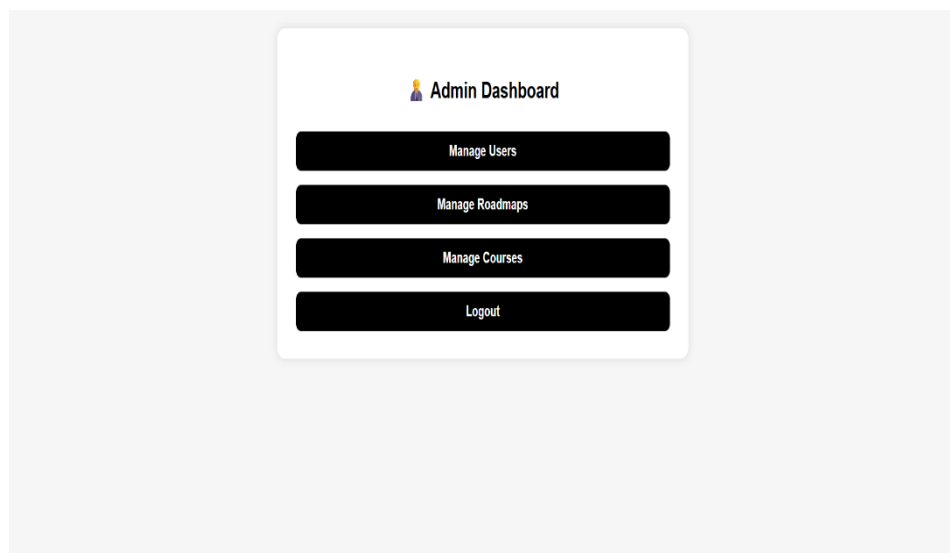 Admin Dashboard
Manage Users
Manage Roadmaps
Manage Courses
Logout